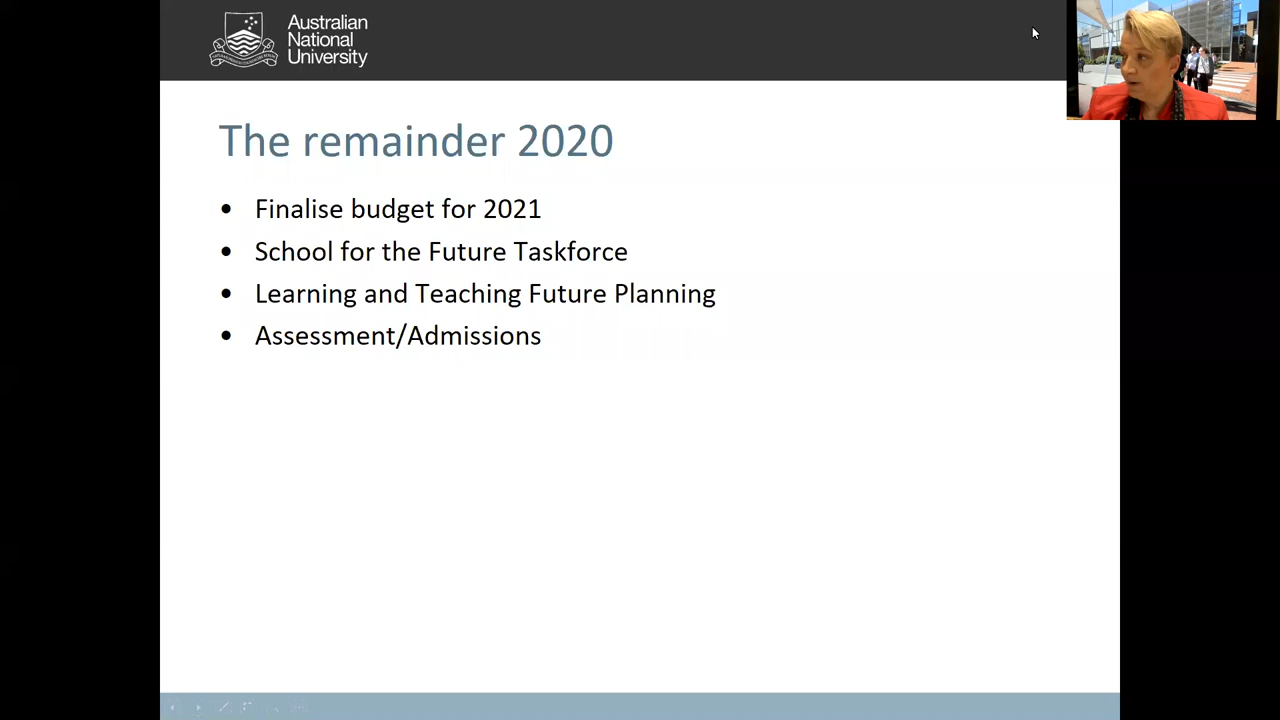 Australian
National
University
The remainder 2020
• Finalise budget for 2021
• School for the Future Taskforce
• Learning and Teaching Future Planning
• Assessment/Admissions